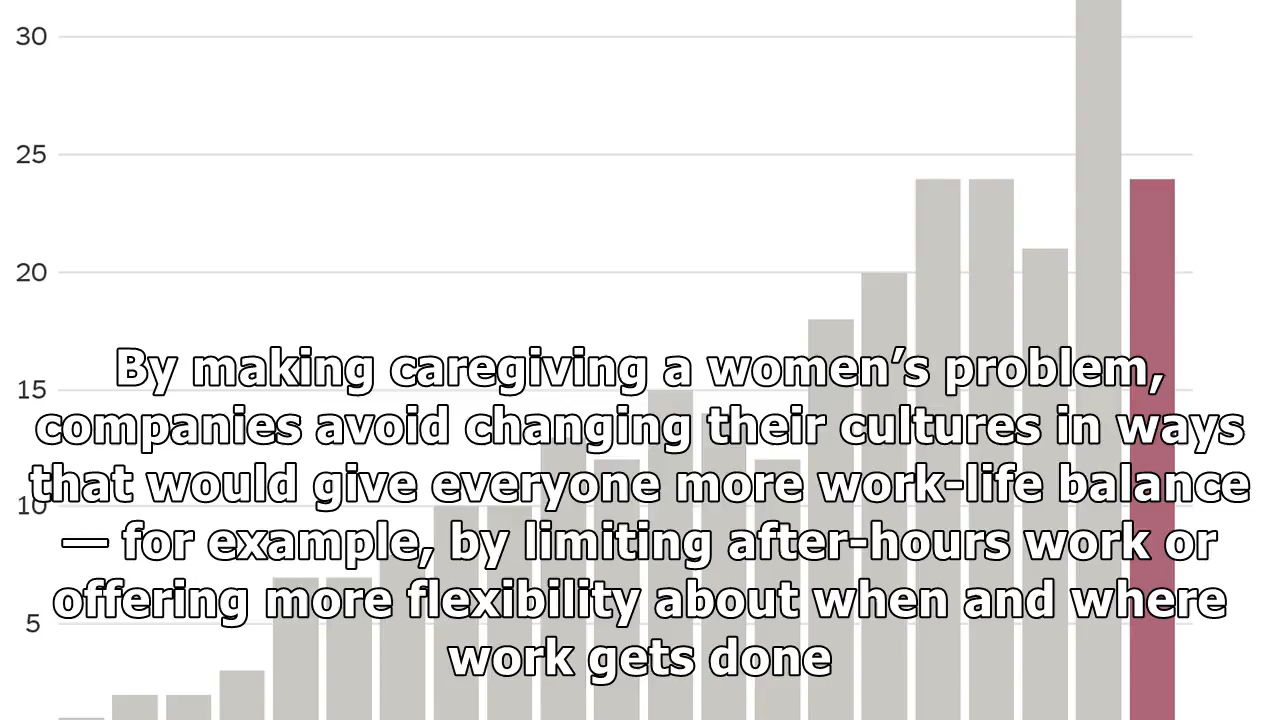 30
25
20
15
10
5
By making caregiving a women’s problem,
companies avoid changing their cultures in ways
that would give everyone more work-life balance
— for example, by limiting after-hours work or
offering more flexibility about when and where
work gets done